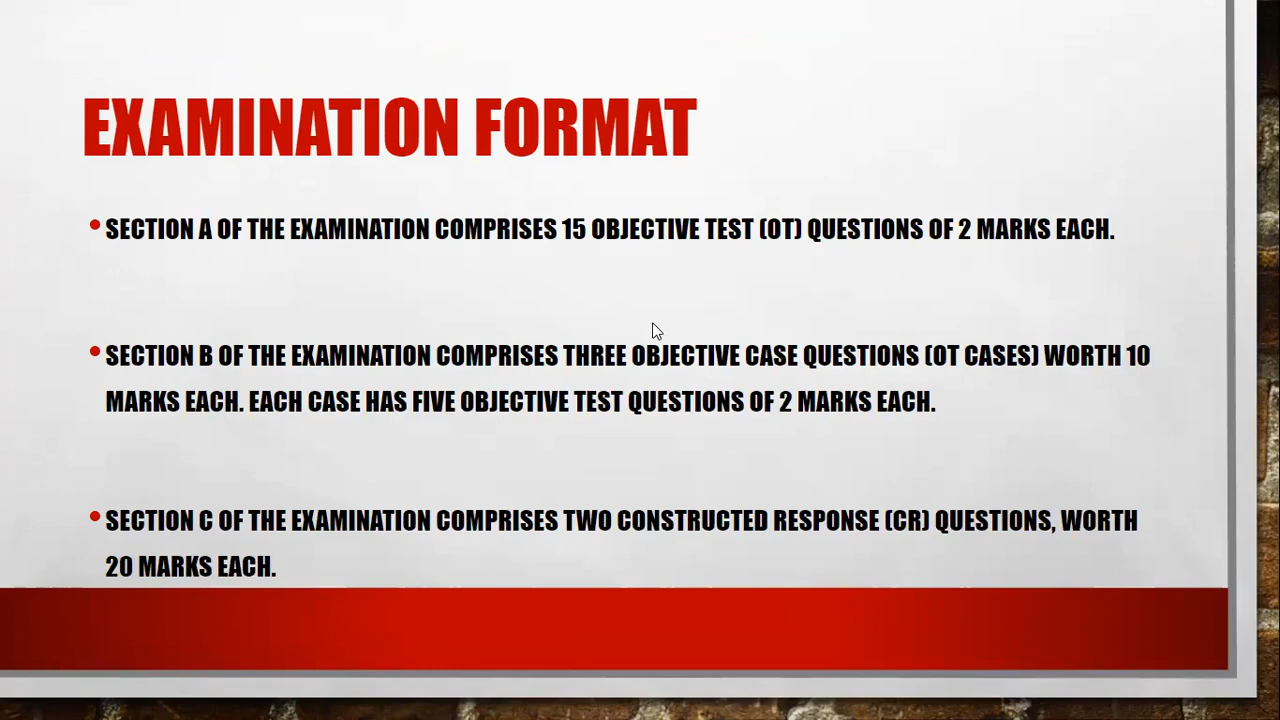 EXAMINATION FORMAT
• SECTION A OF THE EXAMINATION COMPRISES 15 OBJECTIVE TEST (OT) QUESTIONS OF 2 MARKS EACH.
• SECTION B OF THE EXAMINATION COMPRISES THREE OBJECTIVE CASE QUESTIONS (OT CASES) WORTH 10
MARKS EACH. EACH CASE HAS FIVE OBJECTIVE TEST QUESTIONS OF 2 MARKS EACH.
• SECTION C OF THE EXAMINATION COMPRISES TWO CONSTRUCTED RESPONSE (CR) QUESTIONS, WORTH
20 MARKS EACH.